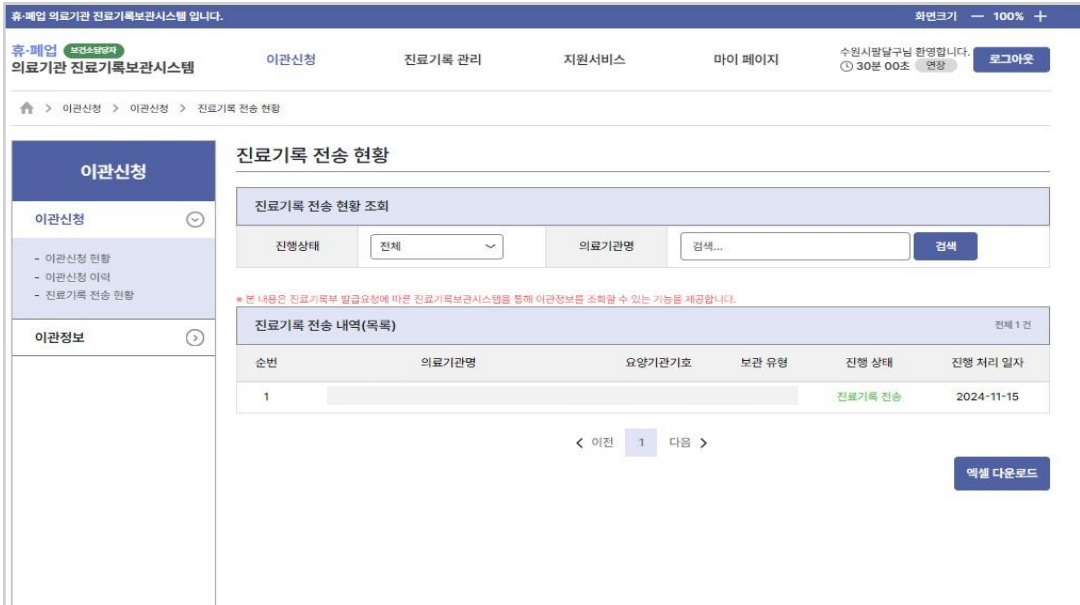 휴·폐업 의료기관 진료기록보관시스템 입니다.
화면크기 — 100% +
휴·폐업 보건소담당자
의료기관 진료기록보관시스템
이관신청
진료기록 관리
지원서비스
마이 페이지
수원시팔달구님 환영합니다.
30분 00초 연장
로그아웃
> 이관신청 > 이관신청 > 진료기록 전송 현황
이관신청
이관신청
- 이관신청 현황
- 이관신청 이력
- 진료기록 전송 현황
이관정보
진료기록 전송 현황
진료기록 전송 현황 조회
진행상태 전체 의료기관명 검색... 검색
* 본 내용은 진료기록부 발급요청에 따른 진료기록보관시스템을 통해 이관정보를 조회할 수 있는 기능을 제공합니다.
진료기록 전송 내역(목록) 전체 1 건
순번 의료기관명 요양기관기호 보관 유형 진행 상태 진행 처리 일자
1 진료기록 전송 2024-11-15
< 이전 1 다음 >
엑셀 다운로드